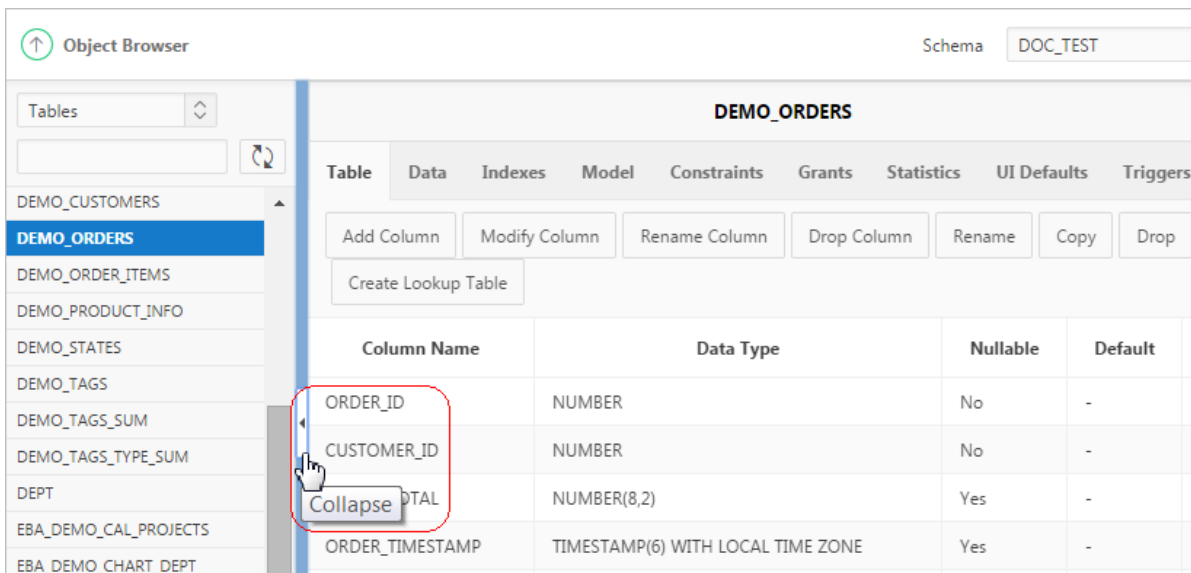 Object Browser
Schema DOC_TEST
Tables
DEMO_CUSTOMERS
DEMO_ORDERS
DEMO_ORDER_ITEMS
DEMO_PRODUCT_INFO
DEMO_STATES
DEMO_TAGS
DEMO_TAGS_SUM
DEMO_TAGS_TYPE_SUM
DEPT
EBA_DEMO_CAL_PROJECTS
EBA_DEMO_CHART_DEPT
DEMO_ORDERS
Table Data Indexes Model Constraints Grants Statistics UI Defaults Triggers
Add Column Modify Column Rename Column Drop Column Rename Copy Drop
Create Lookup Table
Column Name Data Type Nullable Default
ORDER_ID NUMBER No -
CUSTOMER_ID NUMBER No -
Collapse OTAL NUMBER(8,2) Yes -
ORDER_TIMESTAMP TIMESTAMP(6) WITH LOCAL TIME ZONE Yes -